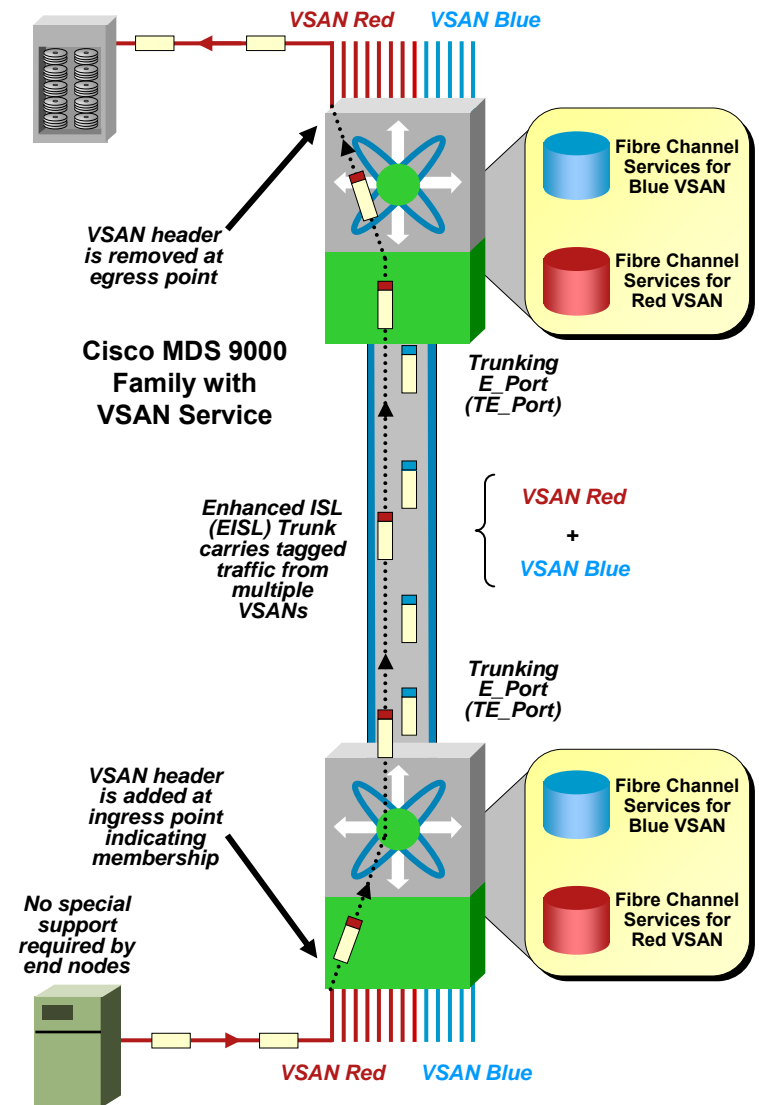 VSAN Red VSAN Blue
Fibre Channel
Services for
Blue VSAN
Fibre Channel
Services for
Red VSAN
VSAN header
is removed at
egress point
Cisco MDS 9000
Family with
VSAN Service
Trunking
E_Port
(TE_Port)
Enhanced ISL
(EISL) Trunk
carries tagged
traffic from
multiple
VSANs
VSAN Red
+
VSAN Blue
Trunking
E_Port
(TE_Port)
VSAN header
is added at
ingress point
indicating
membership
Fibre Channel
Services for
Blue VSAN
Fibre Channel
Services for
Red VSAN
No special
support
required by
end nodes
VSAN Red VSAN Blue